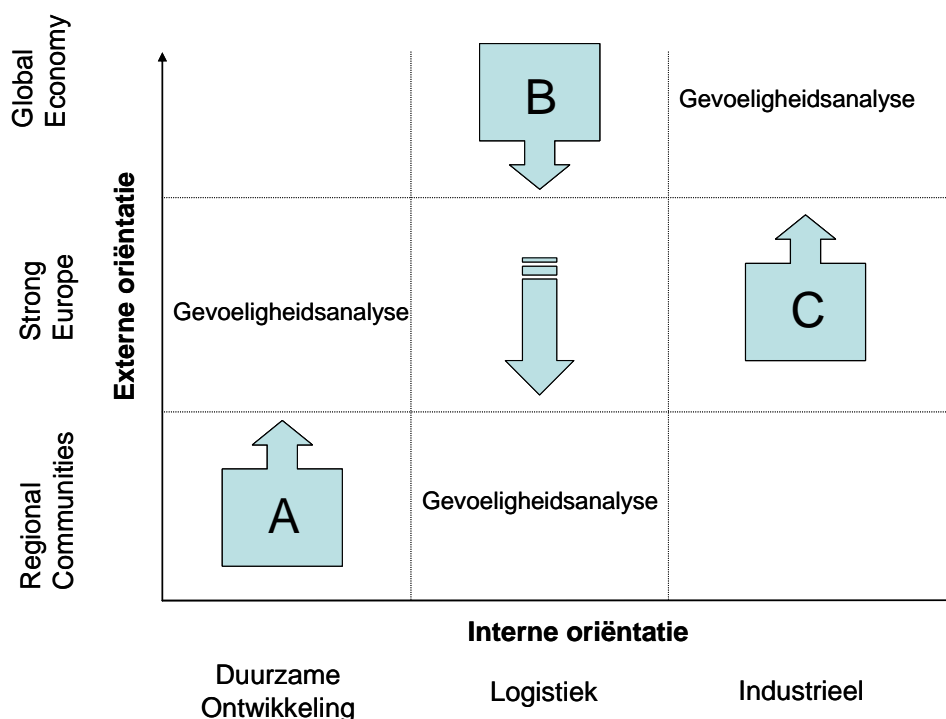 Global
Economy
B
Gevoeligheidsanalyse
Externe oriëntatie
Strong
Europe
Gevoeligheidsanalyse
C
Regional
Communities
A
Gevoeligheidsanalyse
Interne oriëntatie
Duurzame
Ontwikkeling
Logistiek
Industrieel